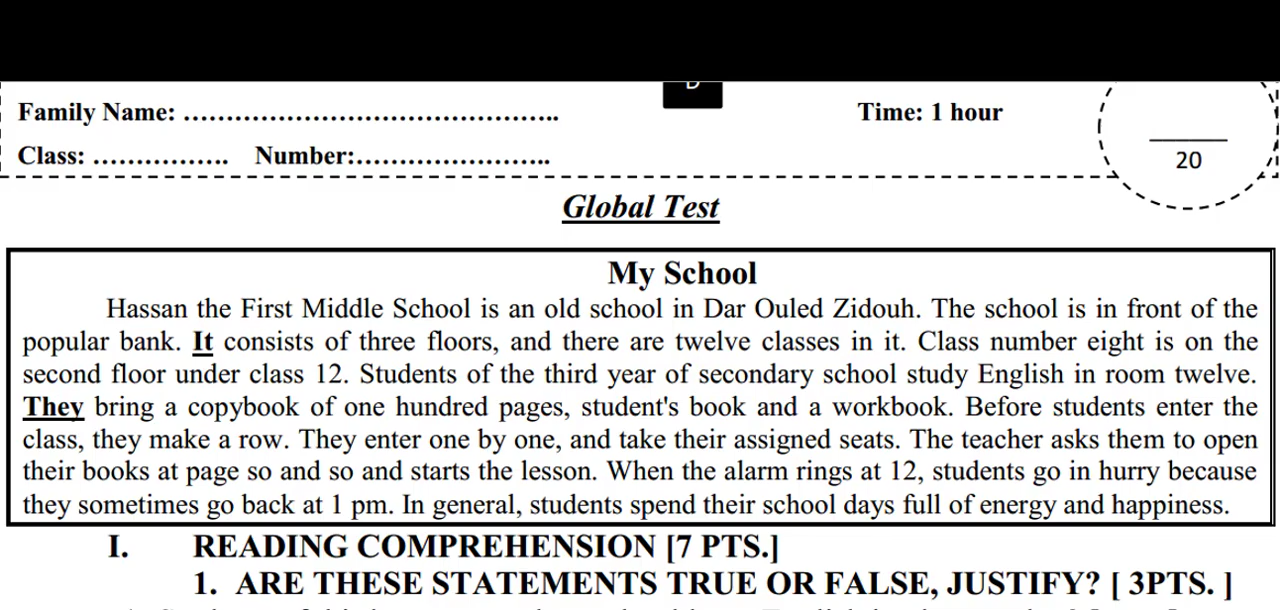 Family Name: ……………………………………..
Time: 1 hour
Class: ……………. Number:…………………..
20
Global Test
My School
Hassan the First Middle School is an old school in Dar Ouled Zidouh. The school is in front of the
popular bank. It consists of three floors, and there are twelve classes in it. Class number eight is on the
second floor under class 12. Students of the third year of secondary school study English in room twelve.
They bring a copybook of one hundred pages, student's book and a workbook. Before students enter the
class, they make a row. They enter one by one, and take their assigned seats. The teacher asks them to open
their books at page so and so and starts the lesson. When the alarm rings at 12, students go in hurry because
they sometimes go back at 1 pm. In general, students spend their school days full of energy and happiness.
I. READING COMPREHENSION [7 PTS.]
1. ARE THESE STATEMENTS TRUE OR FALSE, JUSTIFY? [ 3PTS. ]